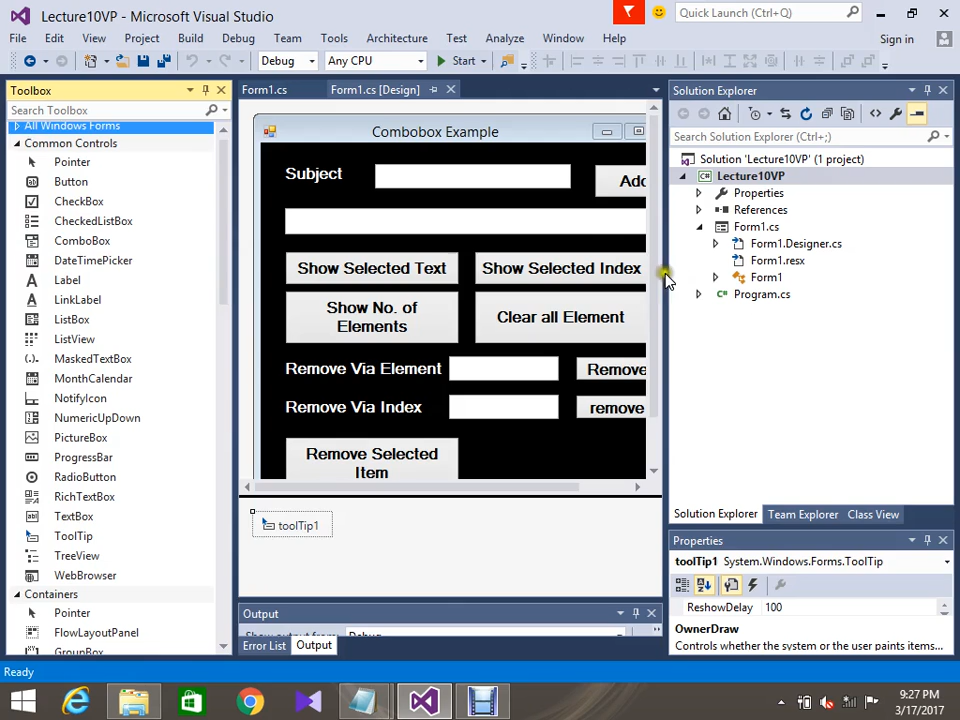 Lecture10VP - Microsoft Visual Studio
Quick Launch (Ctrl+;)
File Edit View Project Build Debug Team Tools Architecture Test Analyze Window Help Sign in
Debug Any CPU Start
Toolbox
Search Toolbox
All Windows Forms
Common Controls
Pointer
Button
CheckBox
CheckedListBox
ComboBox
DateTimePicker
Label
LinkLabel
ListBox
ListView
MaskedTextBox
MonthCalendar
NotifyIcon
NumericUpDown
PictureBox
ProgressBar
RadioButton
RichTextBox
TextBox
ToolTip
TreeView
WebBrowser
Containers
Pointer
FlowLayoutPanel
GroupBox
Form1.cs Form1.cs [Design]
Combobox Example
Subject Add
Show Selected Text Show Selected Index
Show No. of
Elements
Clear all Element
Remove Via Element Remove
Remove Via Index remove
Remove Selected
Item
toolTip1
Output
Show output from: Debug
Error List Output
Solution Explorer
Search Solution Explorer (Ctrl+;)
Solution 'Lecture10VP' (1 project)
C# Lecture10VP
Properties
References
Form1.cs
Form1.Designer.cs
Form1.resx
Form1
C# Program.cs
Solution Explorer Team Explorer Class View
Properties
toolTip1 System.Windows.Forms.ToolTip
ReshowDelay 100
OwnerDraw
Controls whether the system or the user paints items...
Ready
9:27 PM
3/17/2017